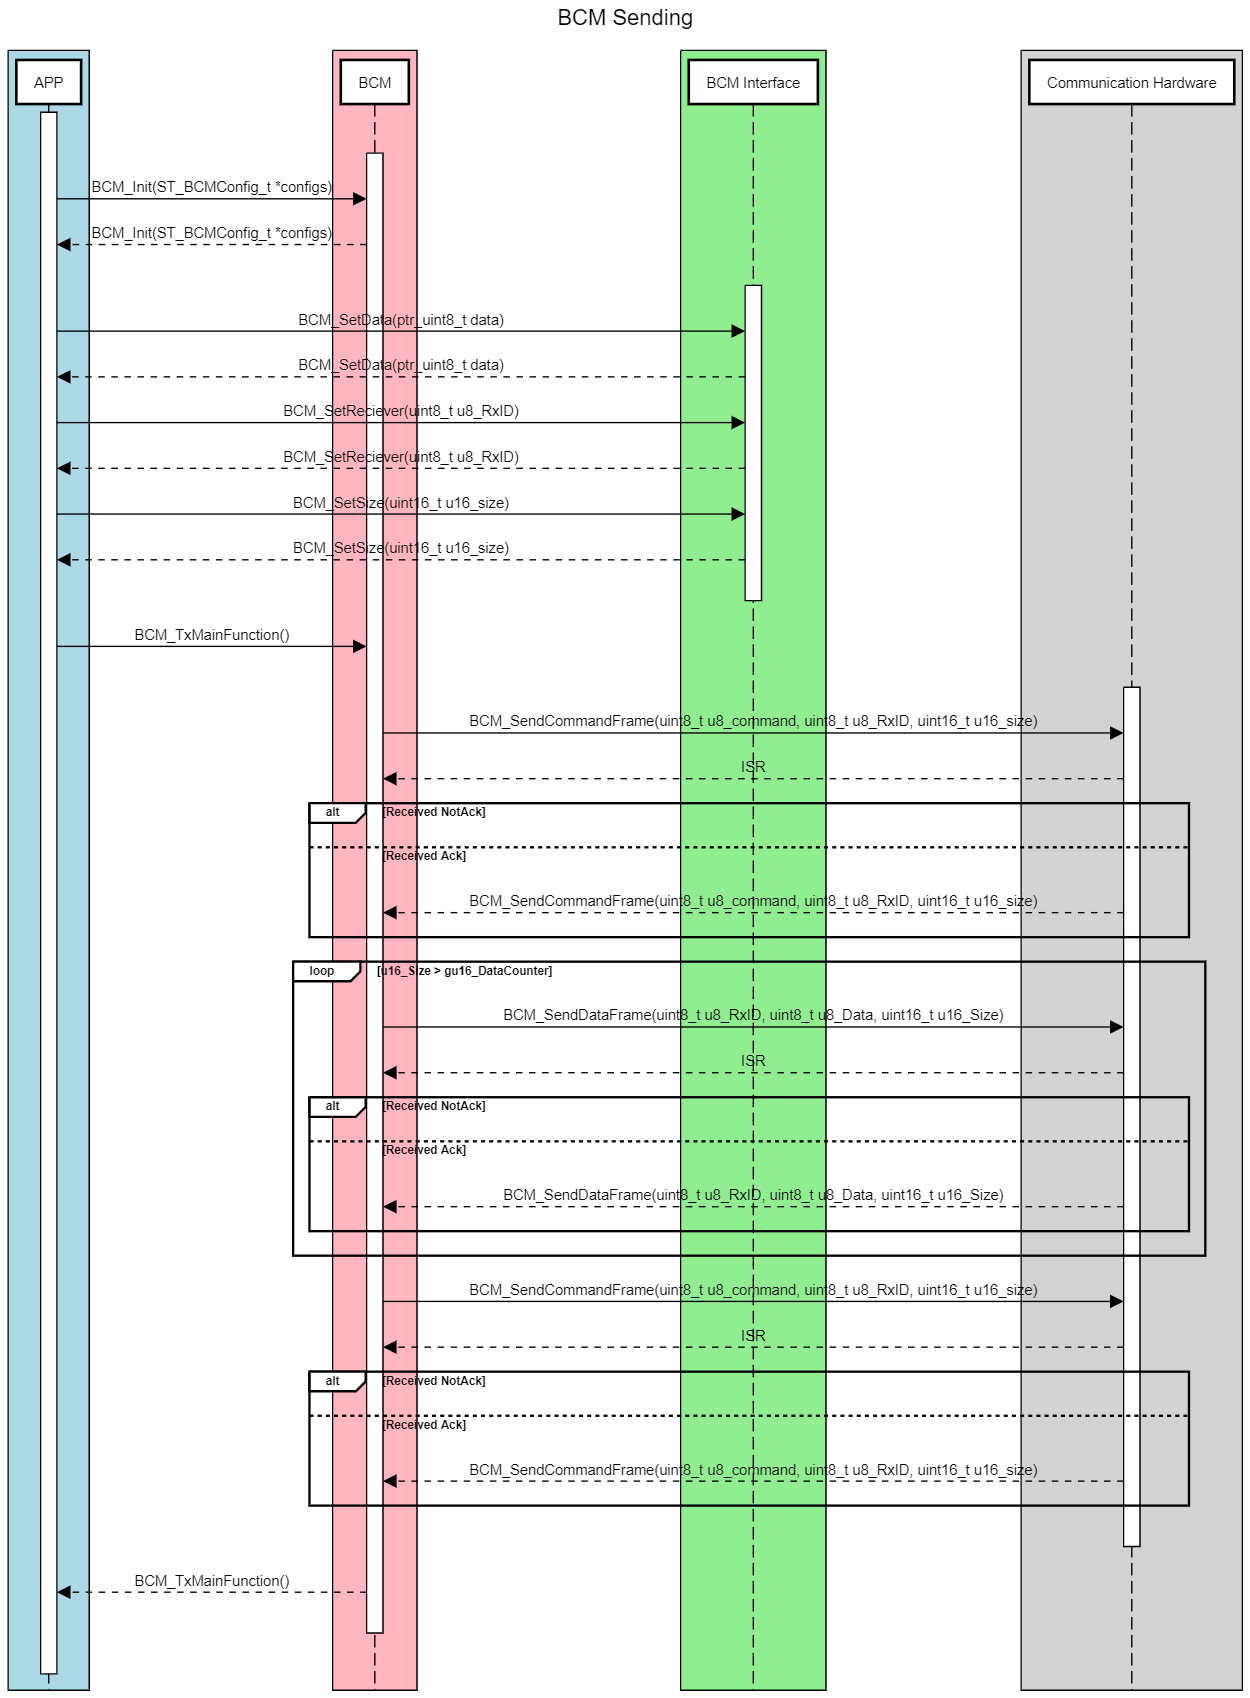 BCM Sending
APP
BCM
BCM Interface
Communication Hardware
BCM_Init(ST_BCMConfig_t *configs)
BCM_Init(ST_BCMConfig_t *configs)
BCM_SetData(ptr_uint8_t data)
BCM_SetData(ptr_uint8_t data)
BCM_SetReciever(uint8_t u8_RxID)
BCM_SetReciever(uint8_t u8_RxID)
BCM_SetSize(uint16_t u16_size)
BCM_SetSize(uint16_t u16_size)
BCM_TxMainFunction()
BCM_SendCommandFrame(uint8_t u8_command, uint8_t u8_RxID, uint16_t u16_size)
ISR
alt [Received NotAck]
[Received Ack]
BCM_SendCommandFrame(uint8_t u8_command, uint8_t u8_RxID, uint16_t u16_size)
loop [u16_Size > gu16_DataCounter]
BCM_SendDataFrame(uint8_t u8_RxID, uint8_t u8_Data, uint16_t u16_Size)
ISR
alt [Received NotAck]
[Received Ack]
BCM_SendDataFrame(uint8_t u8_RxID, uint8_t u8_Data, uint16_t u16_Size)
BCM_SendCommandFrame(uint8_t u8_command, uint8_t u8_RxID, uint16_t u16_size)
ISR
alt [Received NotAck]
[Received Ack]
BCM_SendCommandFrame(uint8_t u8_command, uint8_t u8_RxID, uint16_t u16_size)
BCM_TxMainFunction()